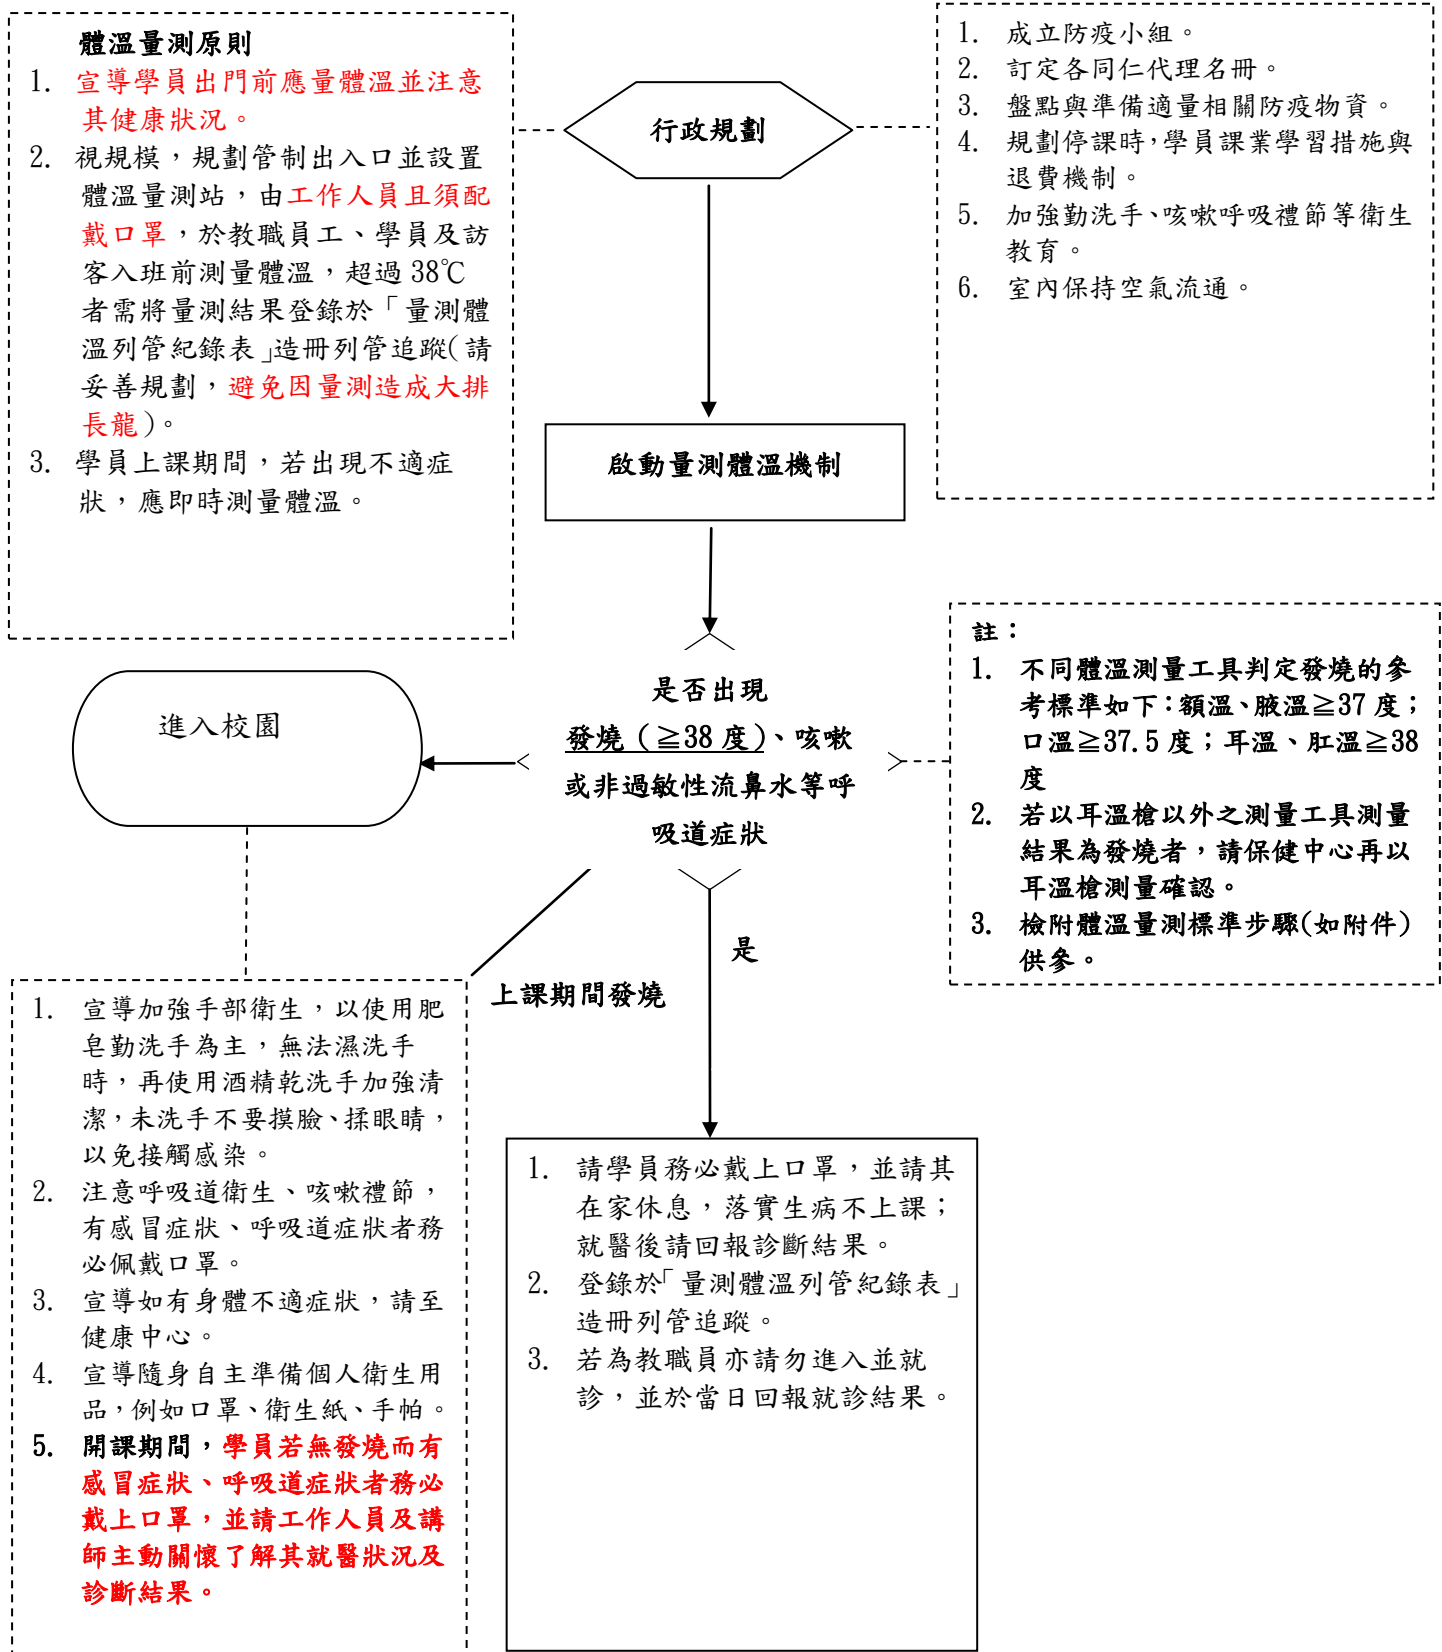 體溫量測原則
1. 宣導學員出門前應量體溫並注意
其健康狀況。
2. 視規模，規劃管制出入口並設置
體溫量測站，由工作人員且須配
戴口罩，於教職員工、學員及訪
客入班前測量體溫，超過 38℃
者需將量測結果登錄於「量測體
溫列管紀錄表」造冊列管追蹤(請
妥善規劃，避免因量測造成大排
長龍)。
3. 學員上課期間，若出現不適症
狀，應即時測量體溫。
行政規劃
1. 成立防疫小組。
2. 訂定各同仁代理名冊。
3. 盤點與準備適量相關防疫物資。
4. 規劃停課時，學員課業學習措施與
退費機制。
5. 加強勤洗手、咳嗽呼吸禮節等衛生
教育。
6. 室內保持空氣流通。
啟動量測體溫機制
是否出現
發燒（≧38 度)、咳嗽
或非過敏性流鼻水等呼
吸道症狀
註：
1. 不同體溫測量工具判定發燒的參
考標準如下：額溫、腋溫≧37 度；
口溫≧37.5 度；耳溫、肛溫≧38
度
2. 若以耳溫槍以外之測量工具測量
結果為發燒者，請保健中心再以
耳溫槍測量確認。
3. 檢附體溫量測標準步驟(如附件)
供參。
進入校園
是
上課期間發燒
1. 宣導加強手部衛生，以使用肥
皂勤洗手為主，無法濕洗手
時，再使用酒精乾洗手加強清
潔，未洗手不要摸臉、揉眼睛，
以免接觸感染。
2. 注意呼吸道衛生、咳嗽禮節，
有感冒症狀、呼吸道症狀者務
必佩戴口罩。
3. 宣導如有身體不適症狀，請至
健康中心。
4. 宣導隨身自主準備個人衛生用
品，例如口罩、衛生紙、手帕。
5. 開課期間，學員若無發燒而有
感冒症狀、呼吸道症狀者務必
戴上口罩，並請工作人員及講
師主動關懷了解其就醫狀況及
診斷結果。
1. 請學員務必戴上口罩，並請其
在家休息，落實生病不上課；
就醫後請回報診斷結果。
2. 登錄於「量測體溫列管紀錄表」
造冊列管追蹤。
3. 若為教職員亦請勿進入並就
診，並於當日回報就診結果。